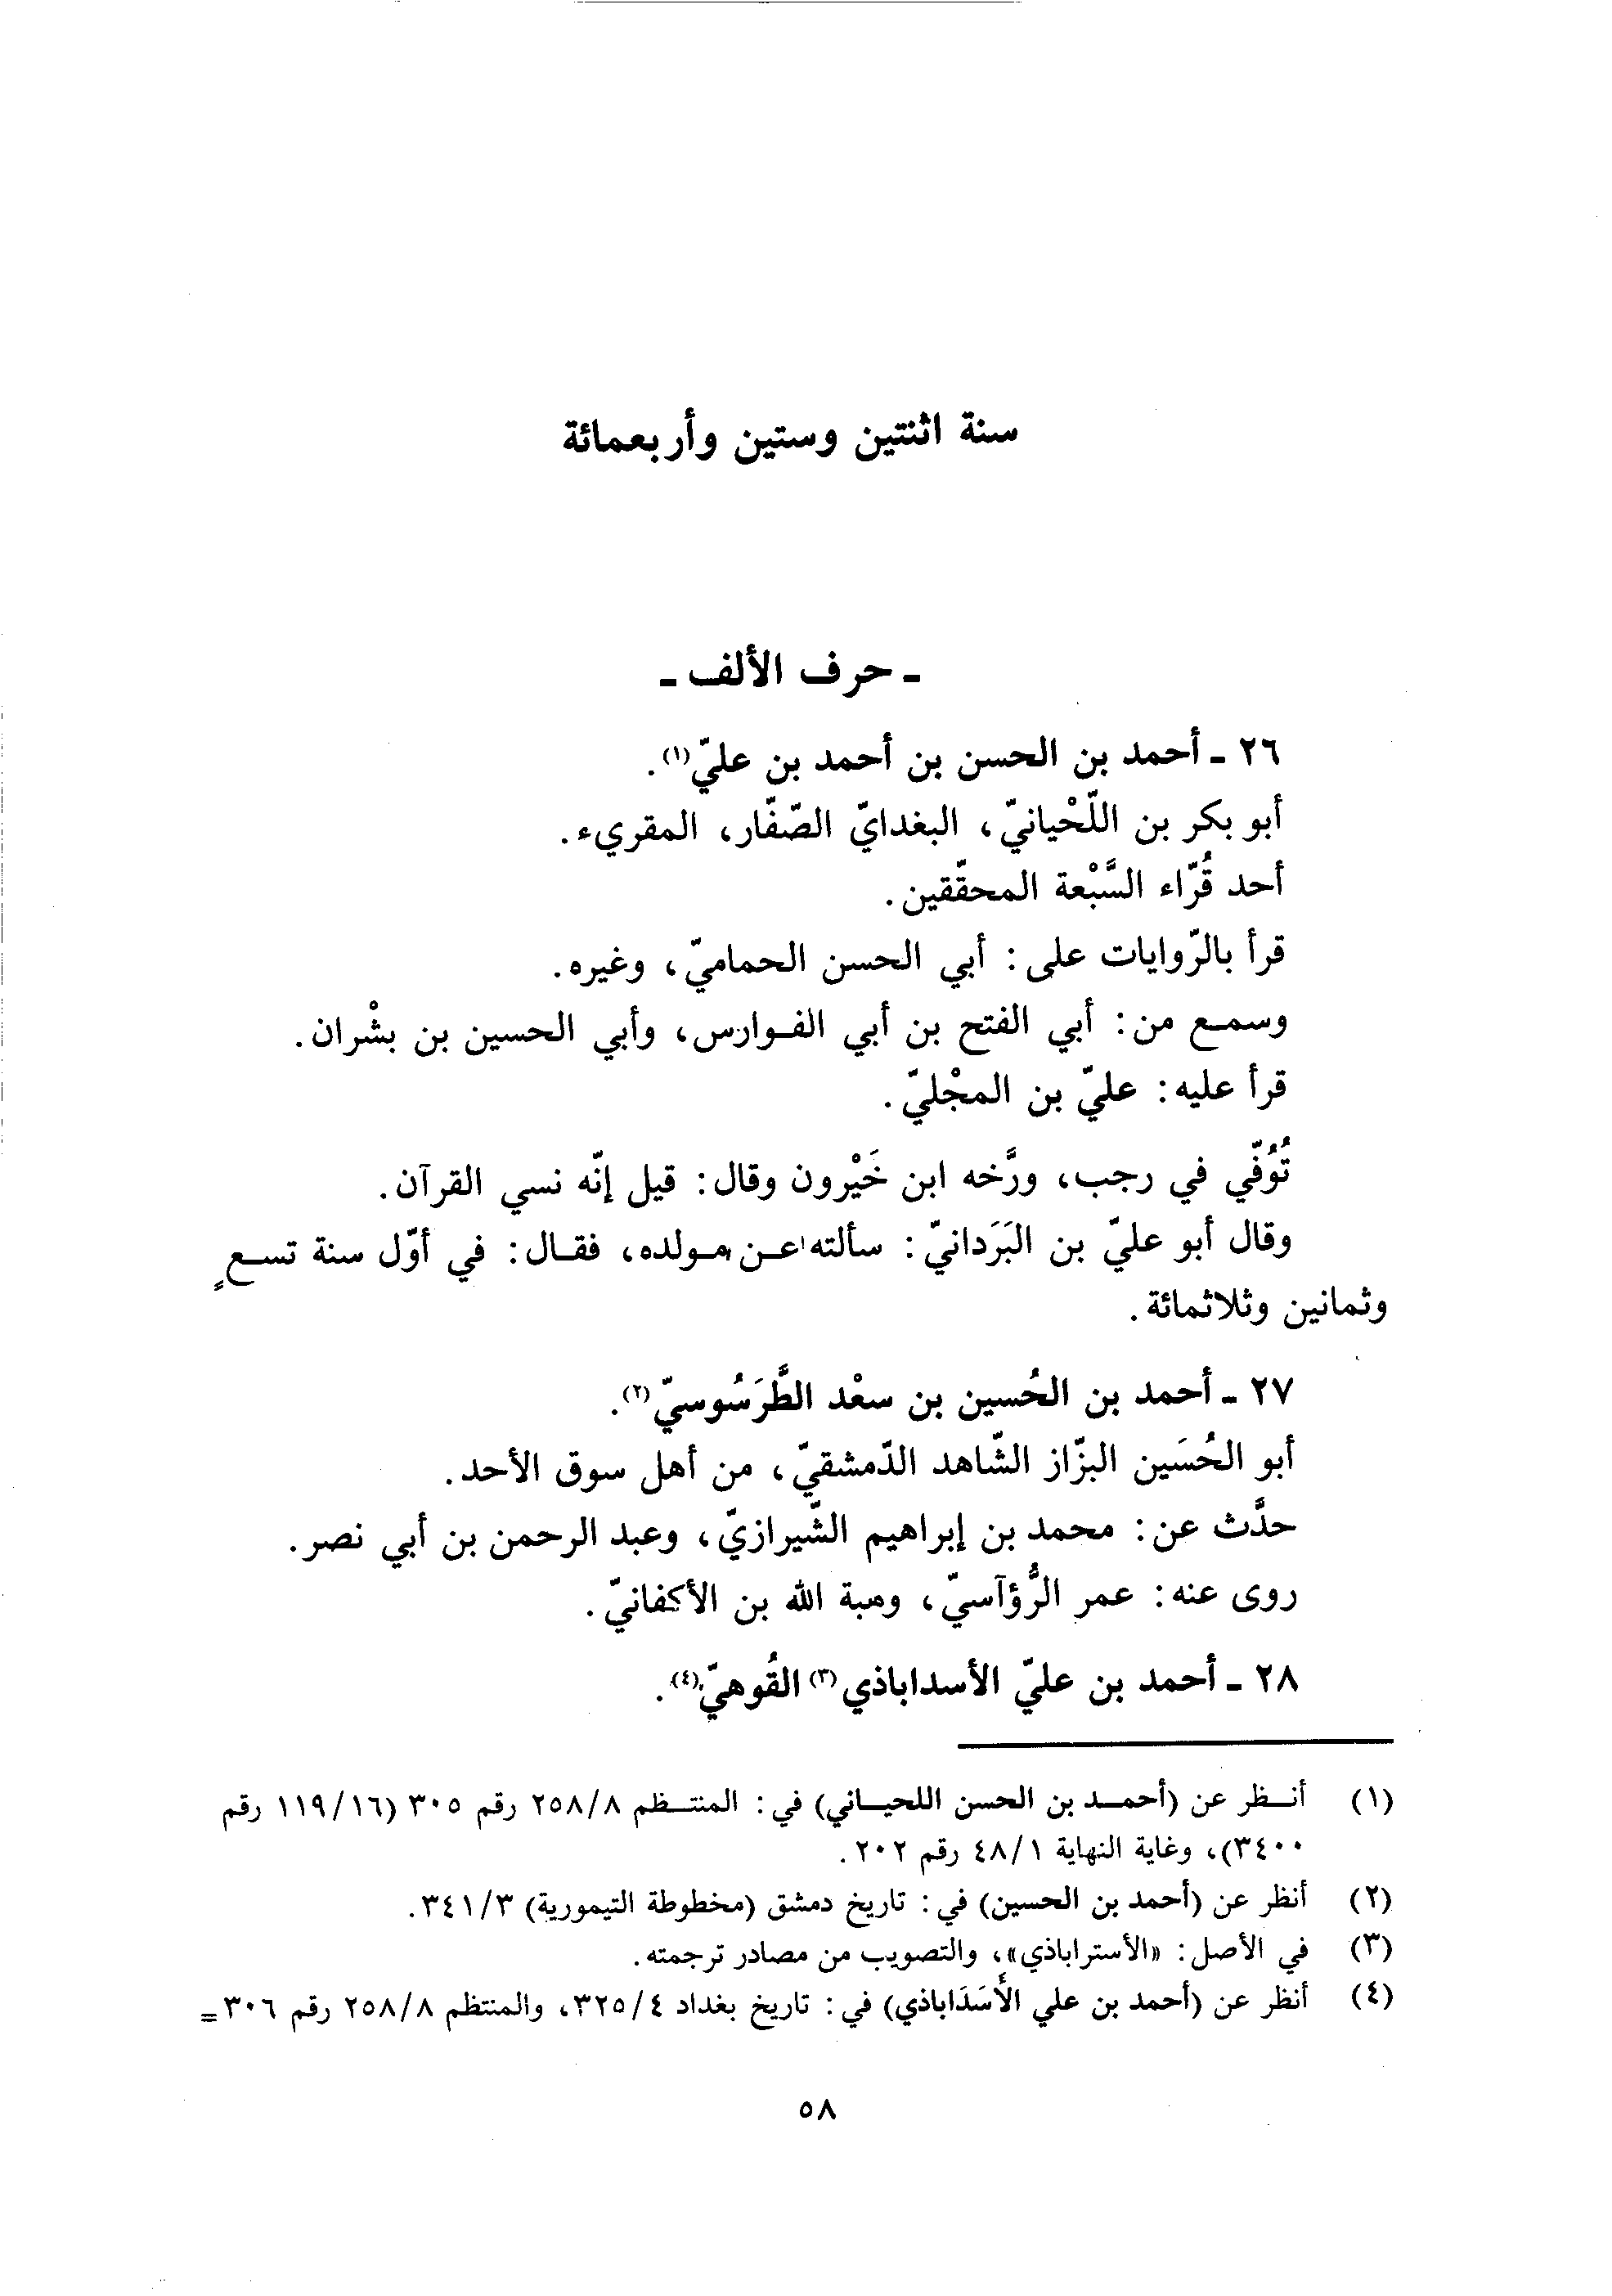 سنة اثنتين وستين وأربعمائة
ـ حرف الألف ـ
٢٦ ـ أحمد بن الحسن بن أحمد بن عليّ(١).
أبو بكر بن اللّحْيانيّ، البغدايّ الصّفّار، المقريء.
أحد قُرّاء السَّبْعة المحقّقين.
قرأ بالرّوايات على: أبي الحسن الحماميّ، وغيره.
وسمع من: أبي الفتح بن أبي الفوارس، وأبي الحسين بن بشْران.
قرأ عليه: عليّ بن المجْليّ.
تُوُفّي في رجب، ورَّخه ابن خَيْرون وقال: قيل إنّه نسي القرآن.
وقال أبو عليّ بن البَرَدانيّ: سألته عن مولده، فقال: في أوّل سنة تسعٍ
وثمانين وثلاثمائة.
٢٧ ـ أحمد بن الحُسين بن سعْد الطَّرَسُوسيّ(٢).
أبو الحُسَين البزّاز الشّاهد الدّمشقيّ، من أهل سوق الأحد.
حدَّث عن: محمد بن إبراهيم الشّيرازيّ، وعبد الرحمن بن أبي نصر.
روى عنه: عمر الرُّؤآسيّ، وهبة الله بن الأكفانيّ.
٢٨ ـ أحمد بن عليّ الأسداباذي(٣) القُوهيّ(٤).
(١) أنظر عن (أحمد بن الحسن اللحياني) في: المنتظم ٢٥٨/٨ رقم ٣٠٥ (١١٩/١٦ رقم
٣٤٠٠)، وغاية النهاية ٤٨/١ رقم ٢٠٢.
(٢) أنظر عن (أحمد بن الحسين) في: تاريخ دمشق (مخطوطة التيمورية) ٣٤١/٣.
(٣) في الأصل: «الأستراباذي»، والتصويب من مصادر ترجمته.
(٤) أنظر عن (أحمد بن علي الأَسَدَاباذي) في: تاريخ بغداد ٣٢٥/٤، والمنتظم ٢٥٨/٨ رقم ٣٠٦ =
٥٨